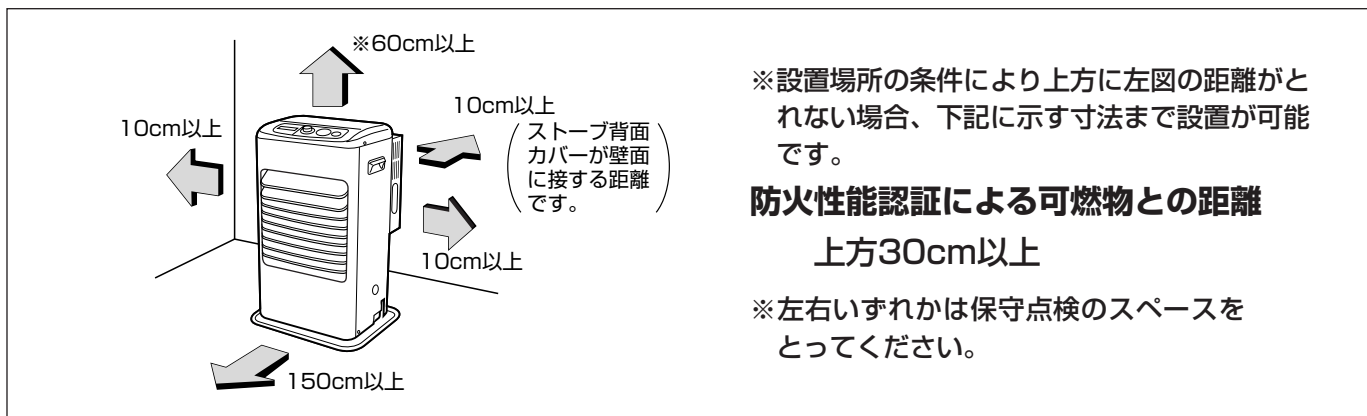 ※60cm以上
10cm以上
10cm以上
ストーブ背面
カバーが壁面
に接する距離
です。
10cm以上
150cm以上
※設置場所の条件により上方に左図の距離がと
れない場合、下記に示す寸法まで設置が可能
です。
防火性能認証による可燃物との距離
上方30cm以上
※左右いずれかは保守点検のスペースを
とってください。